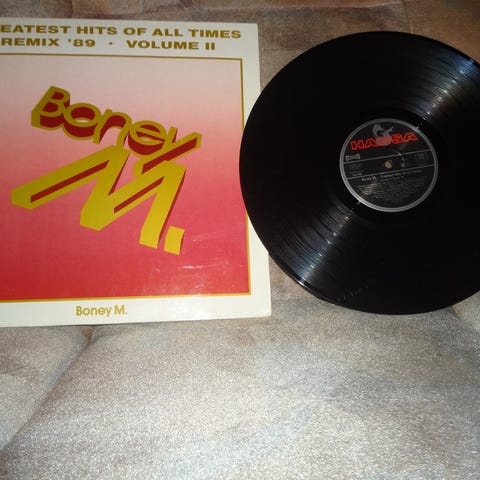 EATEST HITS OF ALL TIMES
REMIX '89 · VOLUME II
Boney
M.
Boney M.
HANSA